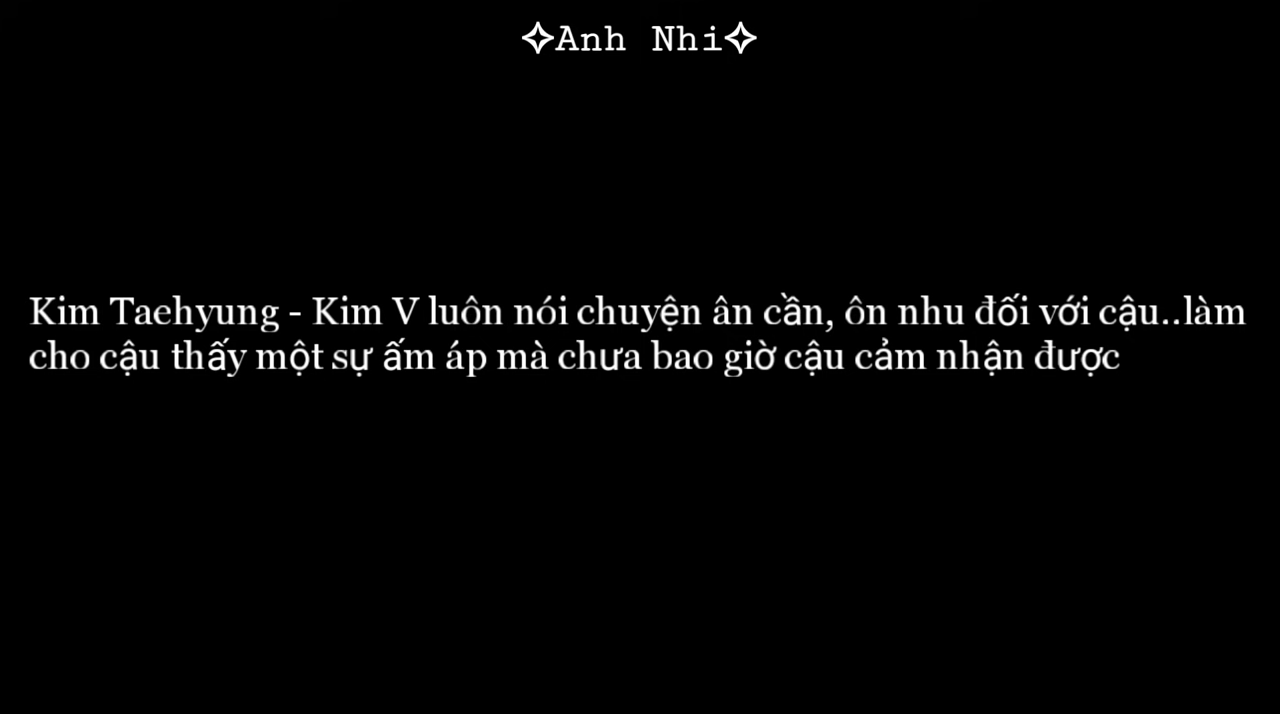 ✧Anh Nhi✧
Kim Taehyung - Kim V luôn nói chuyện ân cần, ôn nhu đối với cậu..làm
cho cậu thấy một sự ấm áp mà chưa bao giờ cậu cảm nhận được